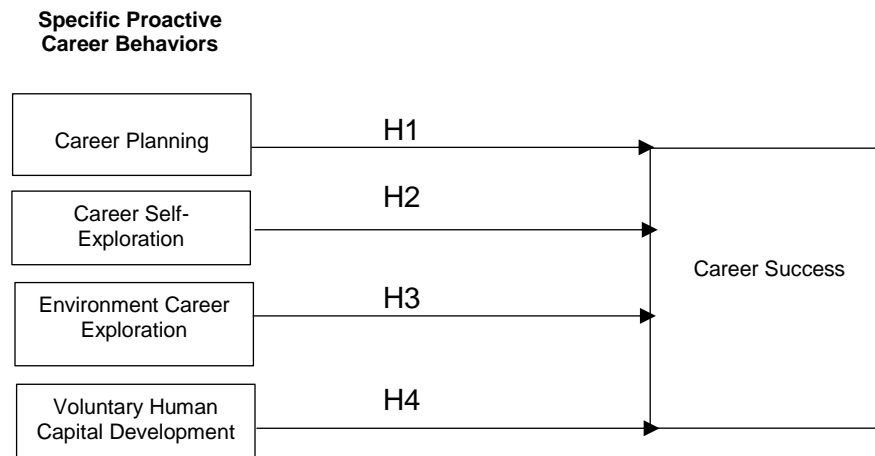 Specific Proactive
Career Behaviors
Career Planning
H1
Career Self-
Exploration
H2
Environment Career
Exploration
H3
Voluntary Human
Capital Development
H4
Career Success